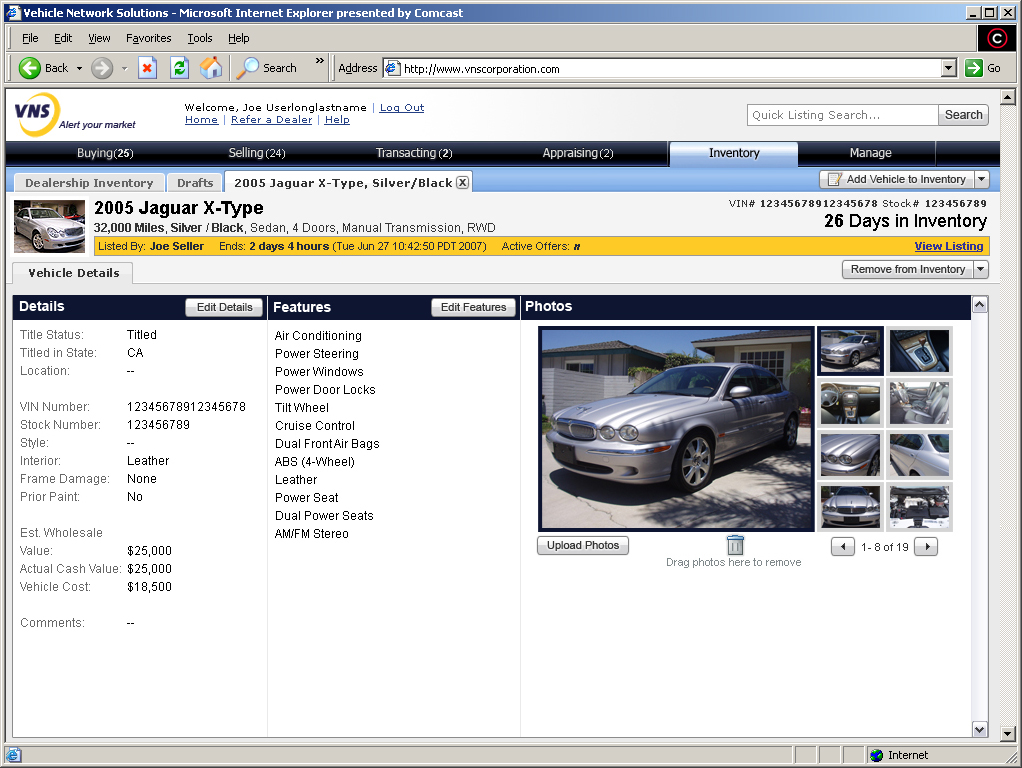 Vehicle Network Solutions - Microsoft Internet Explorer presented by Comcast
File Edit View Favorites Tools Help
Back Search » Address http://www.vnscorporation.com Go
VNS Alert your market
Welcome, Joe Userlonglastname | Log Out
Home | Refer a Dealer | Help
Quick Listing Search... Search
Buying(25) Selling (24) Transacting (2) Appraising(2) Inventory Manage
Dealership Inventory Drafts 2005 Jaguar X-Type, Silver/Black Add Vehicle to Inventory
2005 Jaguar X-Type
VIN# 12345678912345678 Stock# 123456789
32,000 Miles, Silver / Black, Sedan, 4 Doors, Manual Transmission, RWD
26 Days in Inventory
Listed By: Joe Seller Ends: 2 days 4 hours (Tue Jun 27 10:42:50 PDT 2007) Active Offers: # View Listing
Vehicle Details Remove from Inventory
Details Edit Details
Title Status: Titled
Titled in State: CA
Location: --
VIN Number: 12345678912345678
Stock Number: 123456789
Style: --
Interior: Leather
Frame Damage: None
Prior Paint: No
Est. Wholesale
Value: $25,000
Actual Cash Value: $25,000
Vehicle Cost: $18,500
Comments: --
Features Edit Features
Air Conditioning
Power Steering
Power Windows
Power Door Locks
Tilt Wheel
Cruise Control
Dual Front Air Bags
ABS (4-Wheel)
Leather
Power Seat
Dual Power Seats
AM/FM Stereo
Photos
Upload Photos
Drag photos here to remove
1- 8 of 19
Internet